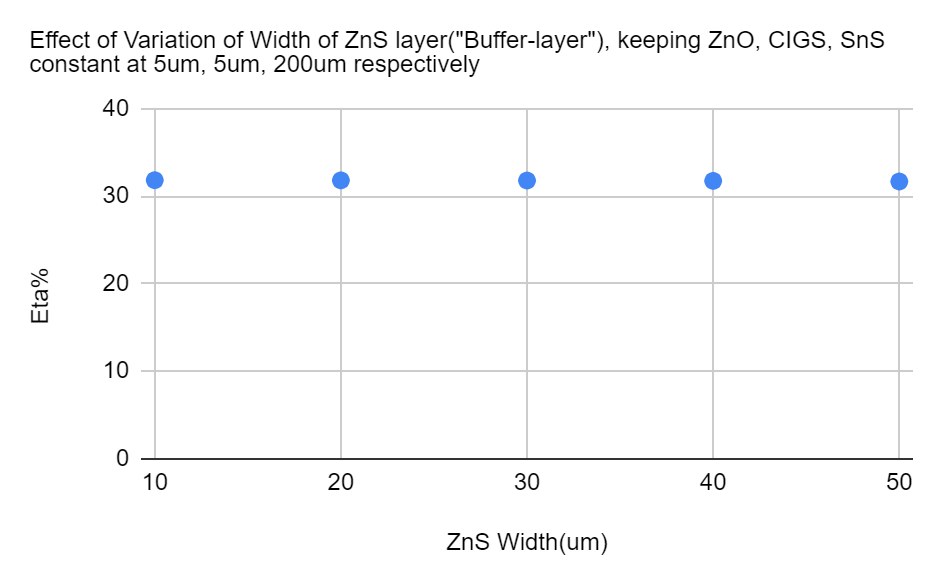 Effect of Variation of Width of ZnS layer("Buffer-layer"), keeping ZnO, CIGS, SnS
constant at 5um, 5um, 200um respectively
40
30
20
10
0
Eta%
10 20 30 40 50
ZnS Width(um)